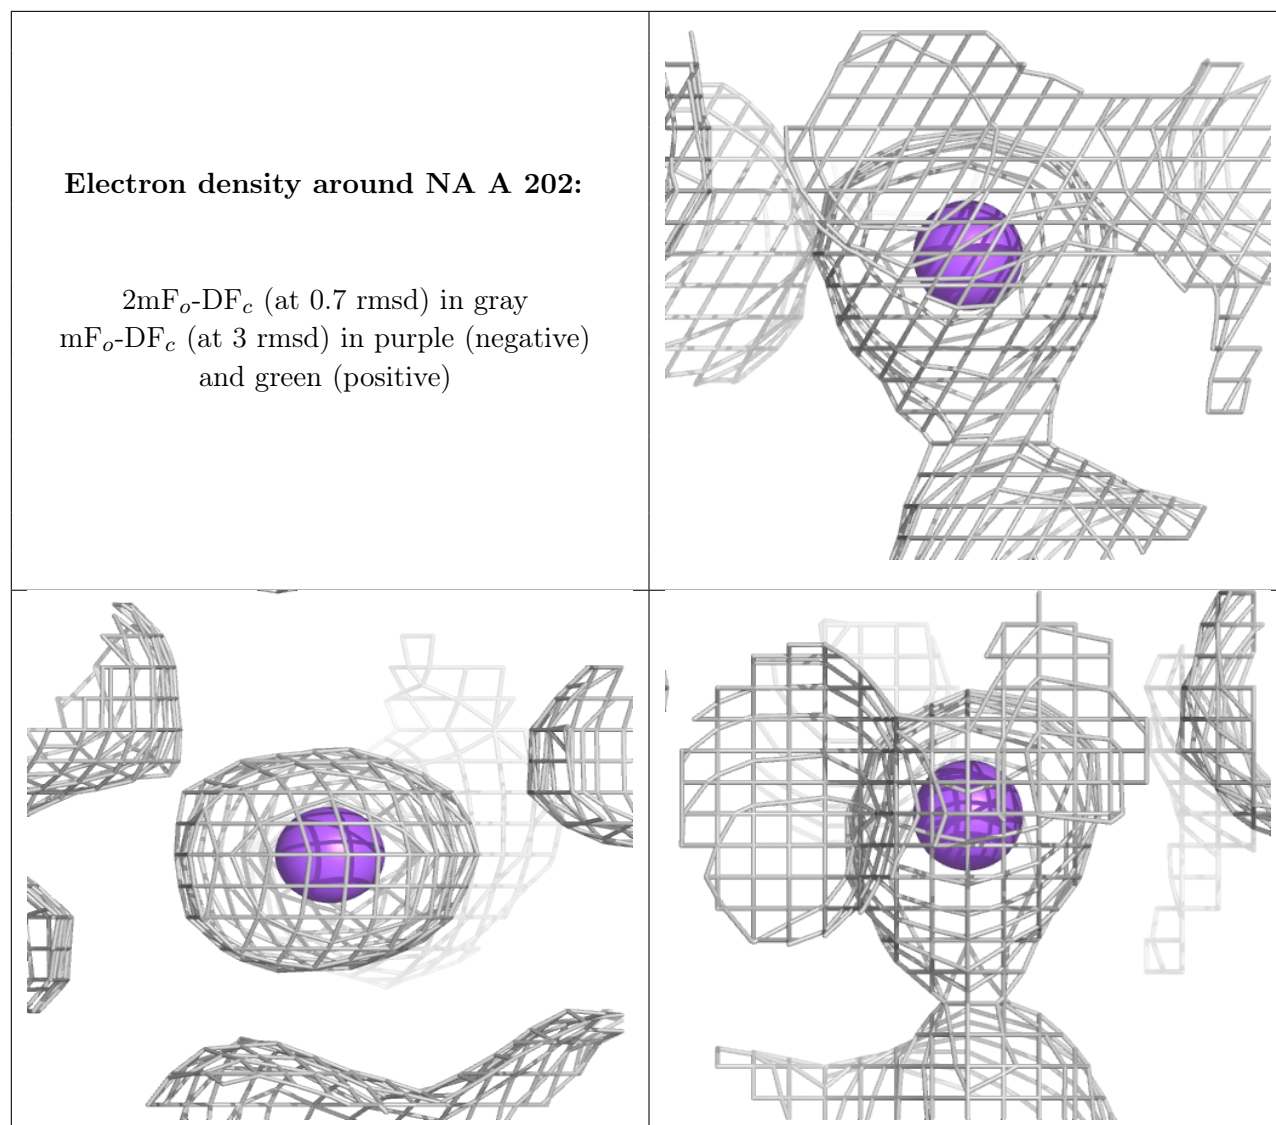 Electron density around NA A 202:
2mFo-DFc (at 0.7 rmsd) in gray
mFo-DFc (at 3 rmsd) in purple (negative)
and green (positive)